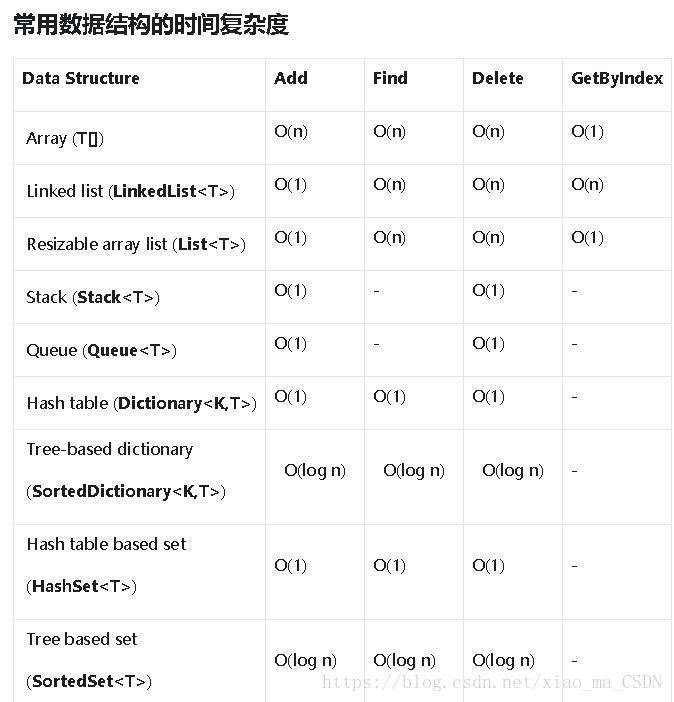 常用数据结构的时间复杂度
Data Structure Add Find Delete GetByIndex
Array (T[]) O(n) O(n) O(n) O(1)
Linked list (LinkedList<T>) O(1) O(n) O(n) O(n)
Resizable array list (List<T>) O(1) O(n) O(n) O(1)
Stack (Stack<T>) O(1) - O(1) -
Queue (Queue<T>) O(1) - O(1) -
Hash table (Dictionary<K,T>) O(1) O(1) O(1) -
Tree-based dictionary
(SortedDictionary<K,T>) O(log n) O(log n) O(log n) -
Hash table based set
(HashSet<T>) O(1) O(1) O(1) -
Tree based set
(SortedSet<T>) O(log n) O(log n) O(log n) -
https://blog.csdn.net/xiao_ma_CSDN